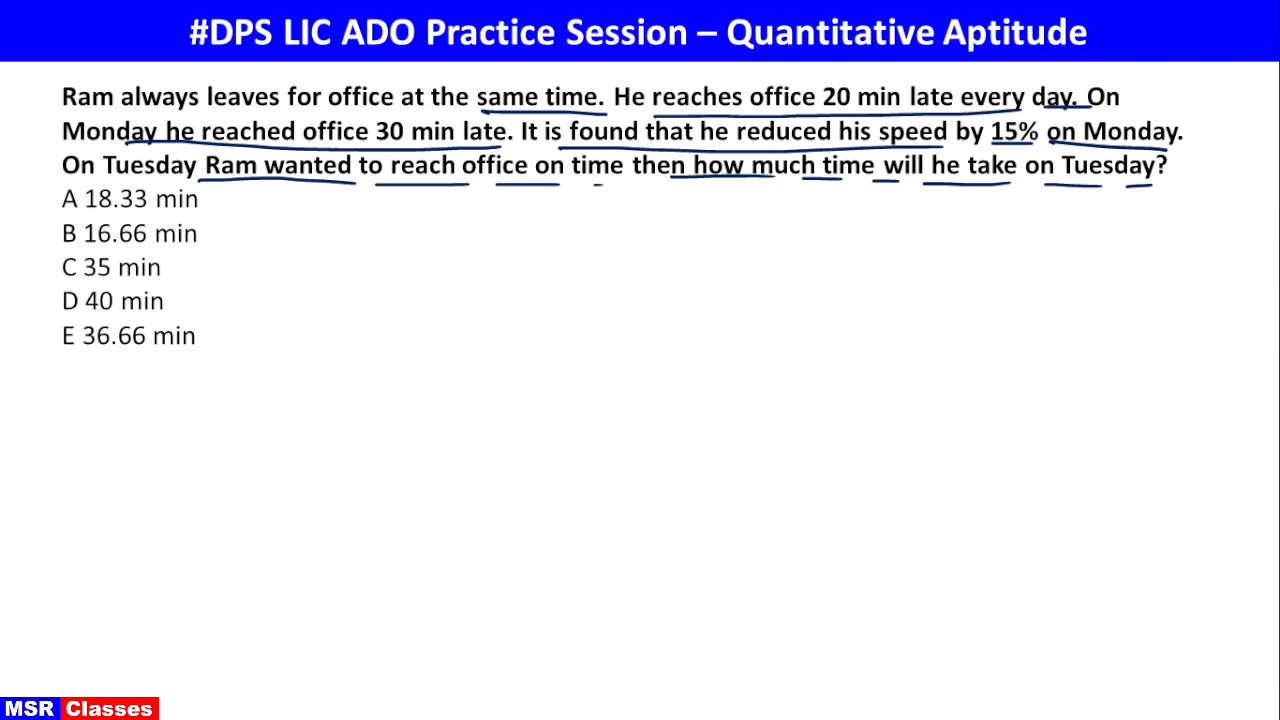 #DPS LIC ADO Practice Session – Quantitative Aptitude
Ram always leaves for office at the same time. He reaches office 20 min late every day. On
Monday he reached office 30 min late. It is found that he reduced his speed by 15% on Monday.
On Tuesday Ram wanted to reach office on time then how much time will he take on Tuesday?
A 18.33 min
B 16.66 min
C 35 min
D 40 min
E 36.66 min
MSR Classes